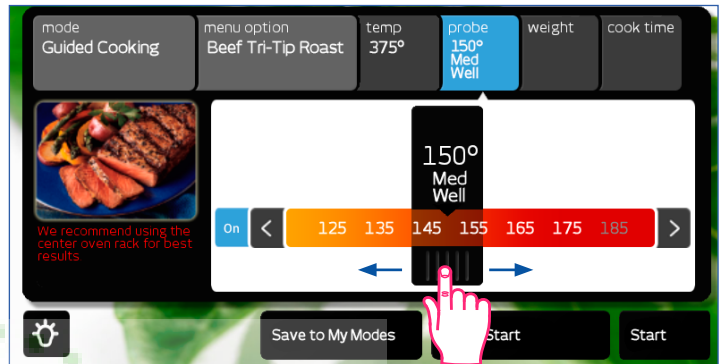 mode
Guided Cooking
menu option
Beef Tri-Tip Roast
temp
375°
probe
150°
Med
Well
weight
cook time
150°
Med
Well
We recommend using the
center oven rack for best
results
On
125 135 145 155 165 175 185
Save to My Modes
Start
Start